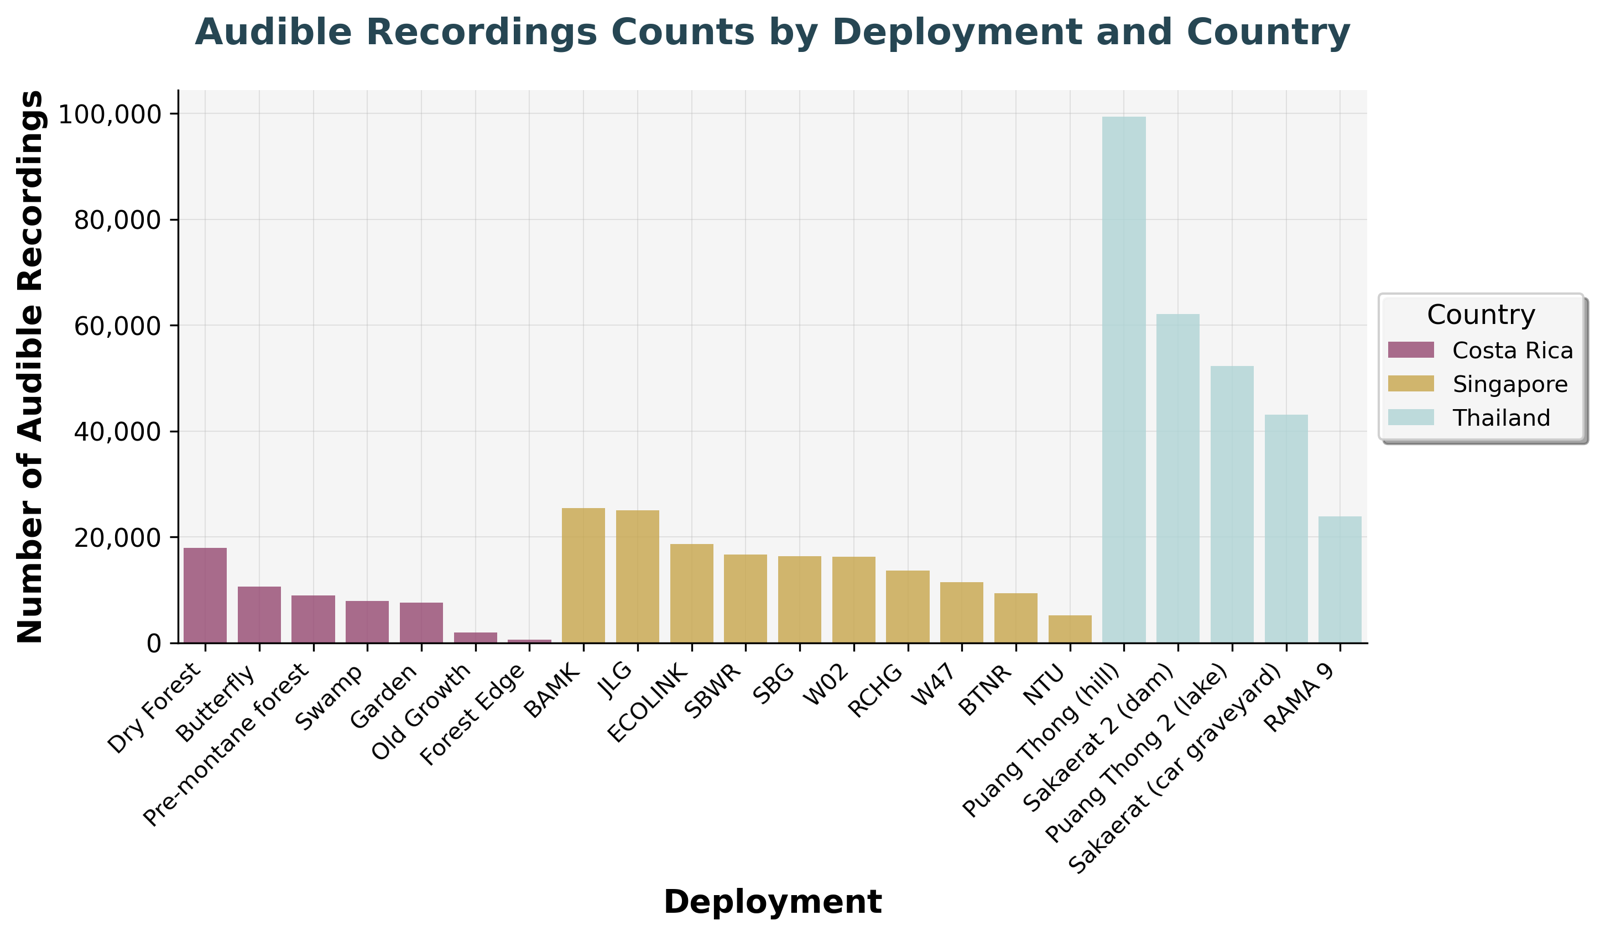 Audible Recordings Counts by Deployment and Country
Number of Audible Recordings
100,000
80,000
60,000
40,000
20,000
0
Country
Costa Rica
Singapore
Thailand
Dry Forest
Butterfly
Pre-montane forest
Swamp
Garden
Old Growth
Forest Edge
BAMK
JLG
ECOLINK
SBWR
SBG
W02
RCHG
W47
BTNR
NTU
Puang Thong (hill)
Sakaerat 2 (dam)
Puang Thong 2 (lake)
Sakaerat (car graveyard)
RAMA 9
Deployment